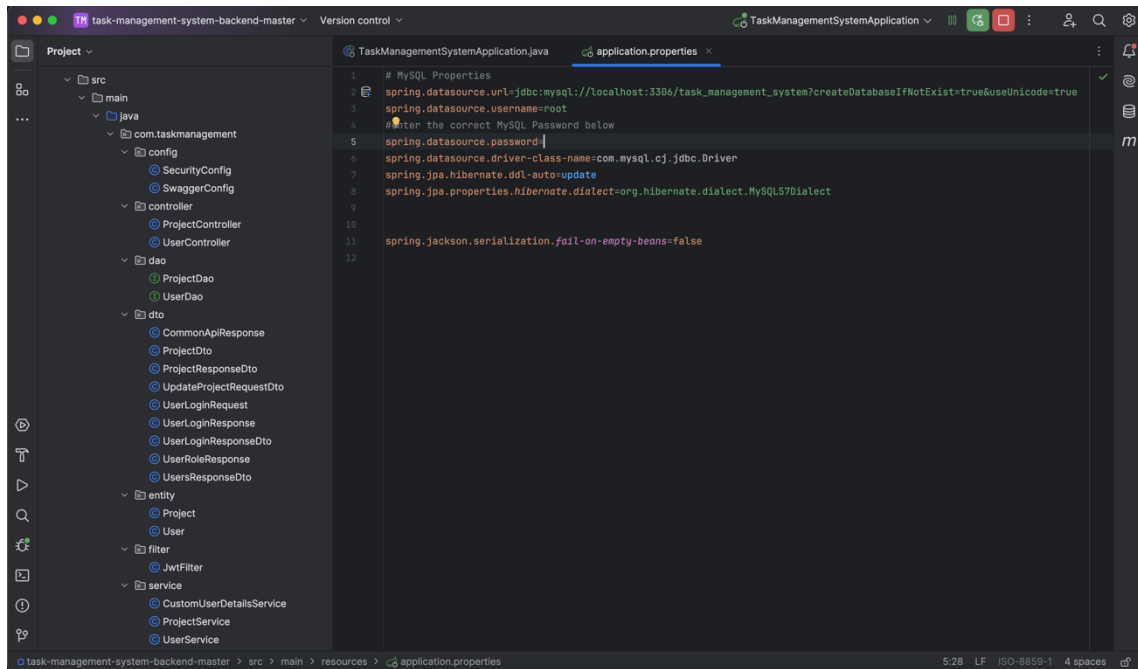 TM task-management-system-backend-master Version control TaskManagementSystemApplication
Project
TaskManagementSystemApplication.java
application.properties
src
main
java
com.taskmanagement
config
SecurityConfig
SwaggerConfig
controller
ProjectController
UserController
dao
ProjectDao
UserDao
dto
CommonApiResponse
ProjectDto
ProjectResponseDto
UpdateProjectRequestDto
UserLoginRequest
UserLoginResponse
UserLoginResponseDto
UserRoleResponse
UsersResponseDto
entity
Project
User
filter
JwtFilter
service
CustomUserDetailsService
ProjectService
UserService
1 # MySQL Properties
2 spring.datasource.url=jdbc:mysql://localhost:3306/task_management_system?createDatabaseIfNotExist=true&useUnicode=true
3 spring.datasource.username=root
4 #Enter the correct MySQL Password below
5 spring.datasource.password=
6 spring.datasource.driver-class-name=com.mysql.cj.jdbc.Driver
7 spring.jpa.hibernate.ddl-auto=update
8 spring.jpa.properties.hibernate.dialect=org.hibernate.dialect.MySQL57Dialect
9
10
11 spring.jackson.serialization.fail-on-empty-beans=false
12
m
task-management-system-backend-master > src > main > resources > application.properties 5:28 LF ISO-8859-1 4 spaces